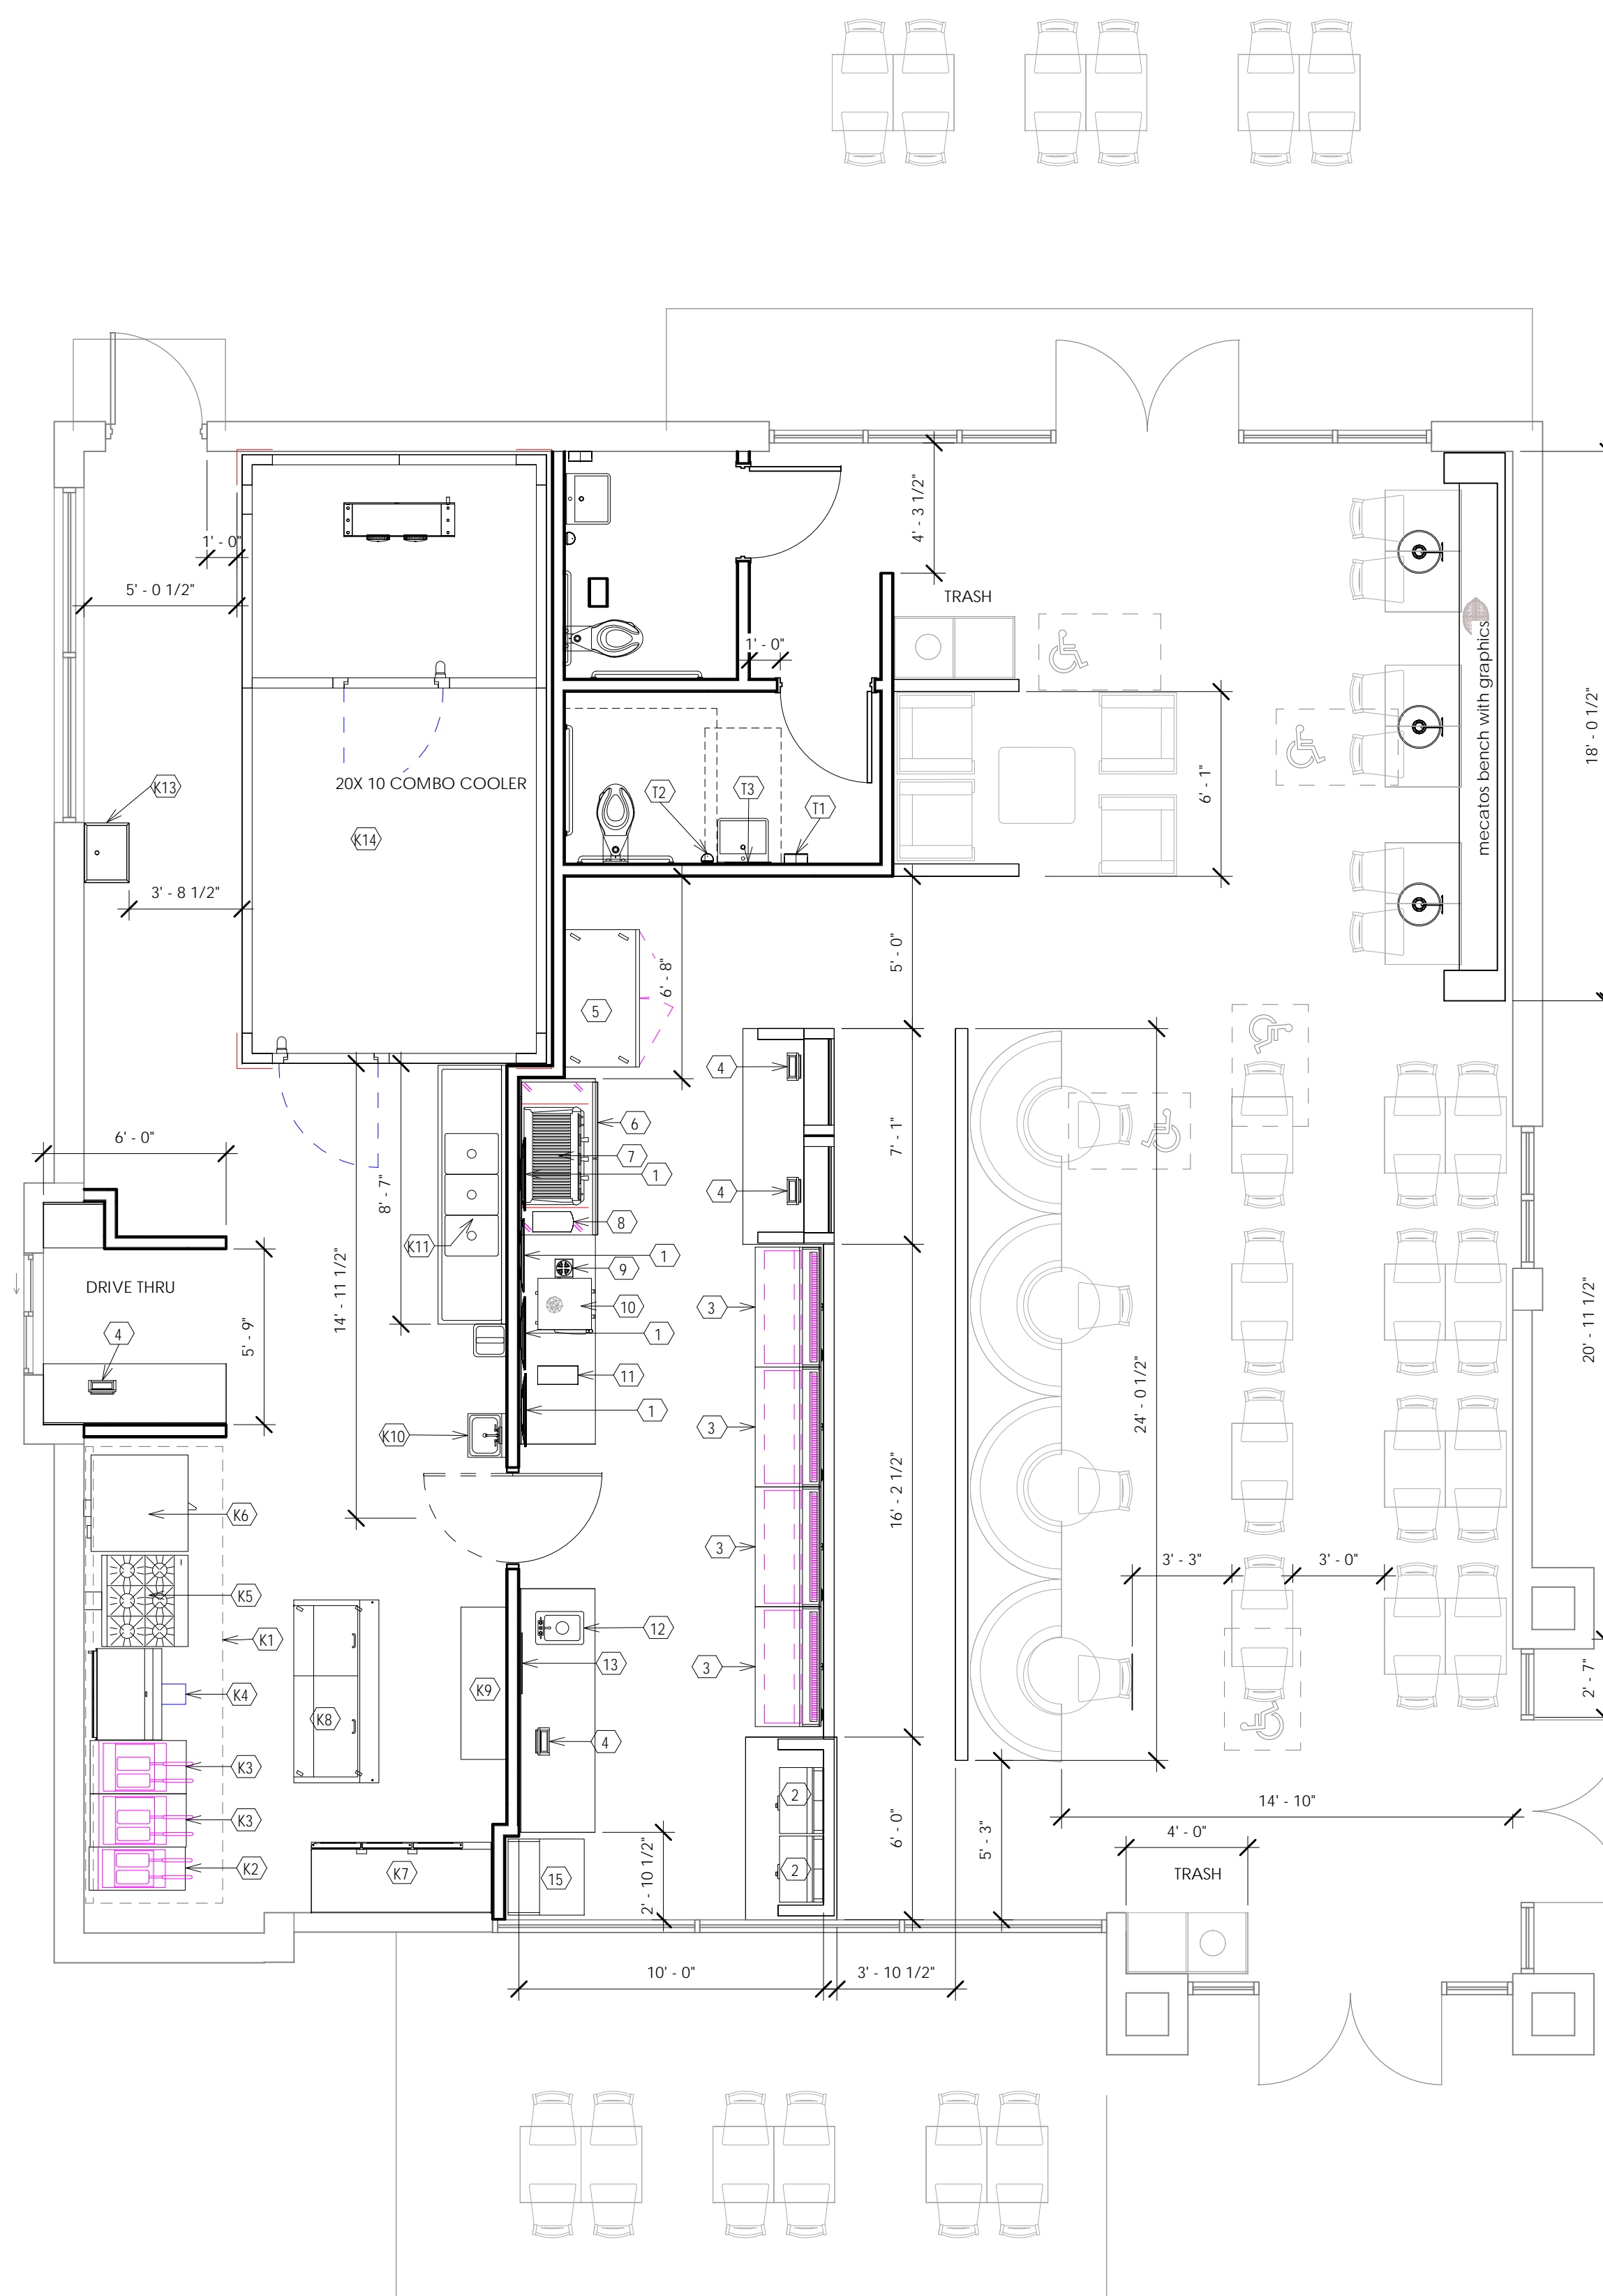 4' - 3 1/2"
18' - 0 1/2"
1' - 0"
5' - 0 1/2"
TRASH
1' - 0"
mecatos bench with graphics
20X 10 COMBO COOLER
K13
K14
T2
T3
T1
6' - 1"
3' - 8 1/2"
5' - 0"
6' - 8"
5
4
6
7
1
8
4
6' - 0"
7' - 1"
8' - 7"
K11
14' - 11 1/2"
1
9
10
3
1
11
1
DRIVE THRU
4
5' - 9"
20' - 11 1/2"
24' - 0 1/2"
3
K10
16' - 2 1/2"
3
K6
K5
K1
K4
K8
K9
12
13
4
3
3' - 3"
3' - 0"
2' - 7"
K3
K3
K2
K7
15
2' - 10 1/2"
2
2
6' - 0"
5' - 3"
14' - 10"
4' - 0"
TRASH
10' - 0"
3' - 10 1/2"